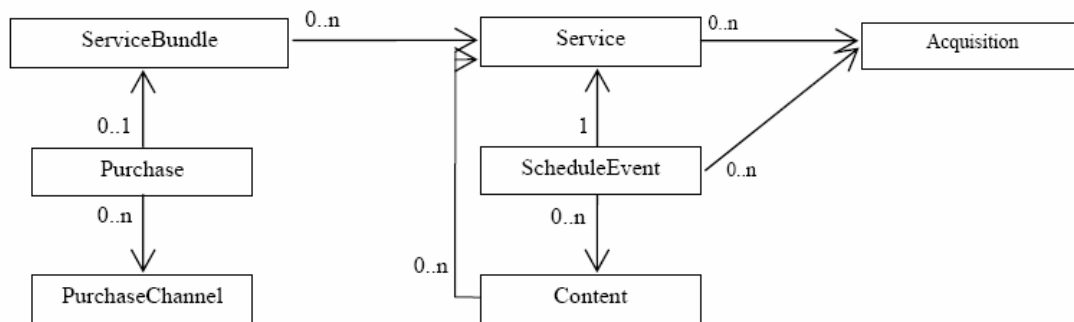 0..n
0..n
ServiceBundle
Service
Acquisition
0..1
1
Purchase
ScheduleEvent
0..n
0..n
0..n
0..n
PurchaseChannel
Content